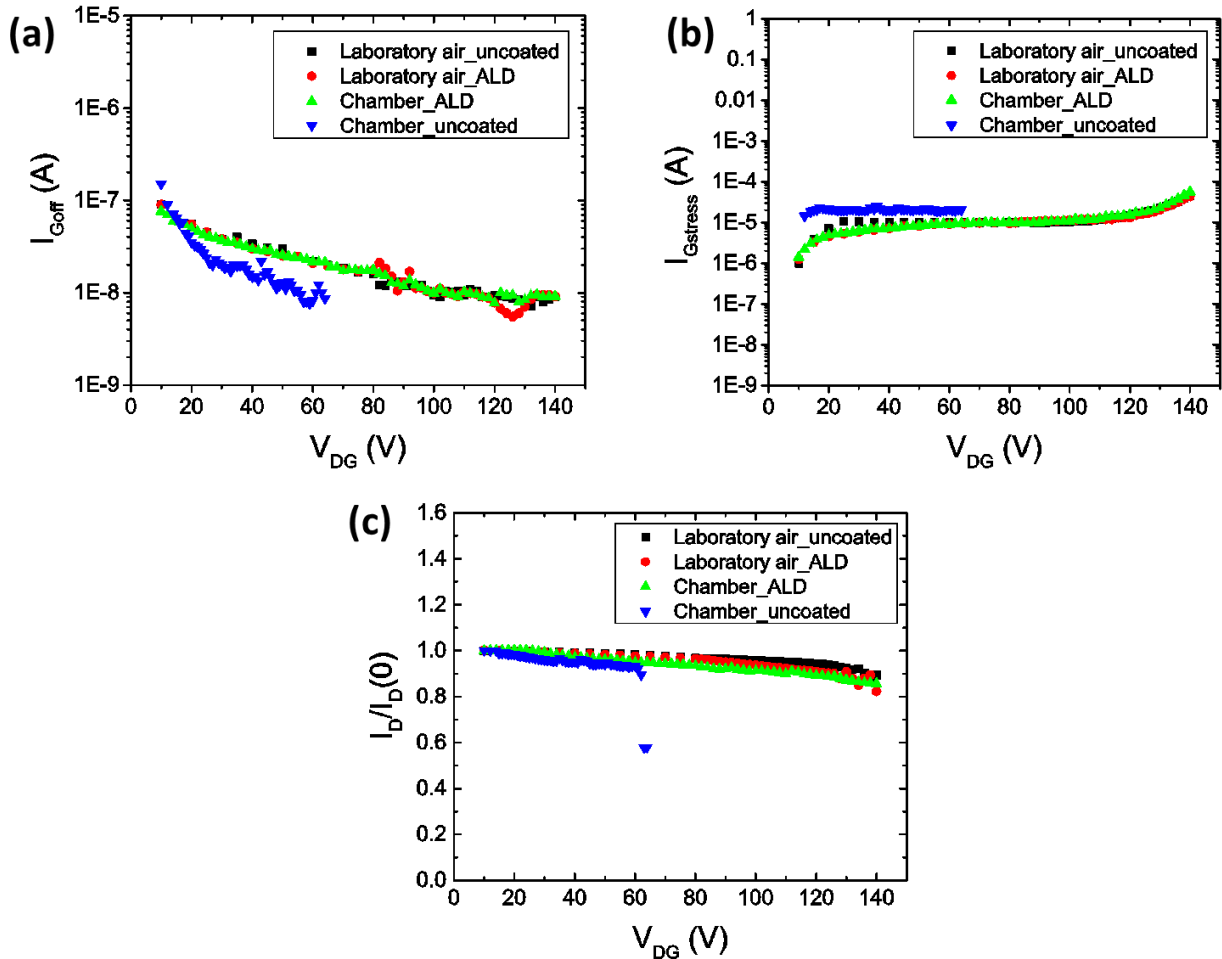 (a)
1E-5
1E-6
1E-7
1E-8
1E-9
I_Goff (A)
0 20 40 60 80 100 120 140
V_DG (V)
Laboratory air_uncoated
Laboratory air_ALD
Chamber_ALD
Chamber_uncoated
(b)
1
0.1
0.01
1E-3
1E-4
1E-5
1E-6
1E-7
1E-8
1E-9
I_Gstress (A)
0 20 40 60 80 100 120 140
V_DG (V)
Laboratory air_uncoated
Laboratory air_ALD
Chamber_ALD
Chamber_uncoated
(c)
1.6
1.4
1.2
1.0
0.8
0.6
0.4
0.2
0.0
I_D/I_D(0)
0 20 40 60 80 100 120 140
V_DG (V)
Laboratory air_uncoated
Laboratory air_ALD
Chamber_ALD
Chamber_uncoated